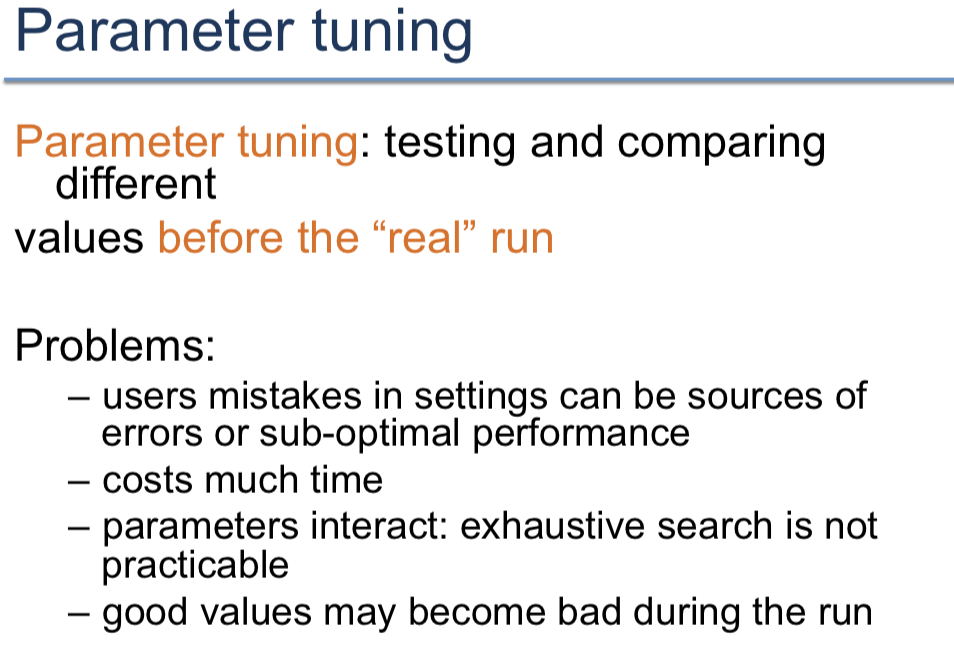 Parameter tuning
Parameter tuning: testing and comparing
different
values before the “real” run
Problems:
– users mistakes in settings can be sources of
errors or sub-optimal performance
– costs much time
– parameters interact: exhaustive search is not
practicable
– good values may become bad during the run